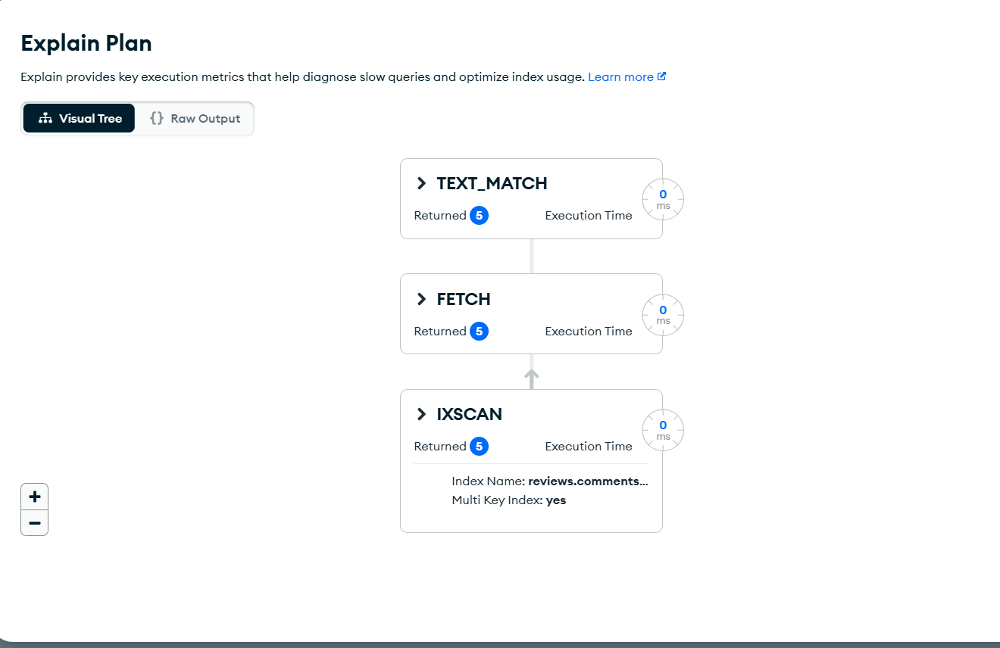 Explain Plan
Explain provides key execution metrics that help diagnose slow queries and optimize index usage. Learn more
Visual Tree
{} Raw Output
TEXT_MATCH
Returned 5
Execution Time
0
ms
FETCH
Returned 5
Execution Time
0
ms
IXSCAN
Returned 5
Execution Time
0
ms
Index Name: reviews.comments...
Multi Key Index: yes
+
−